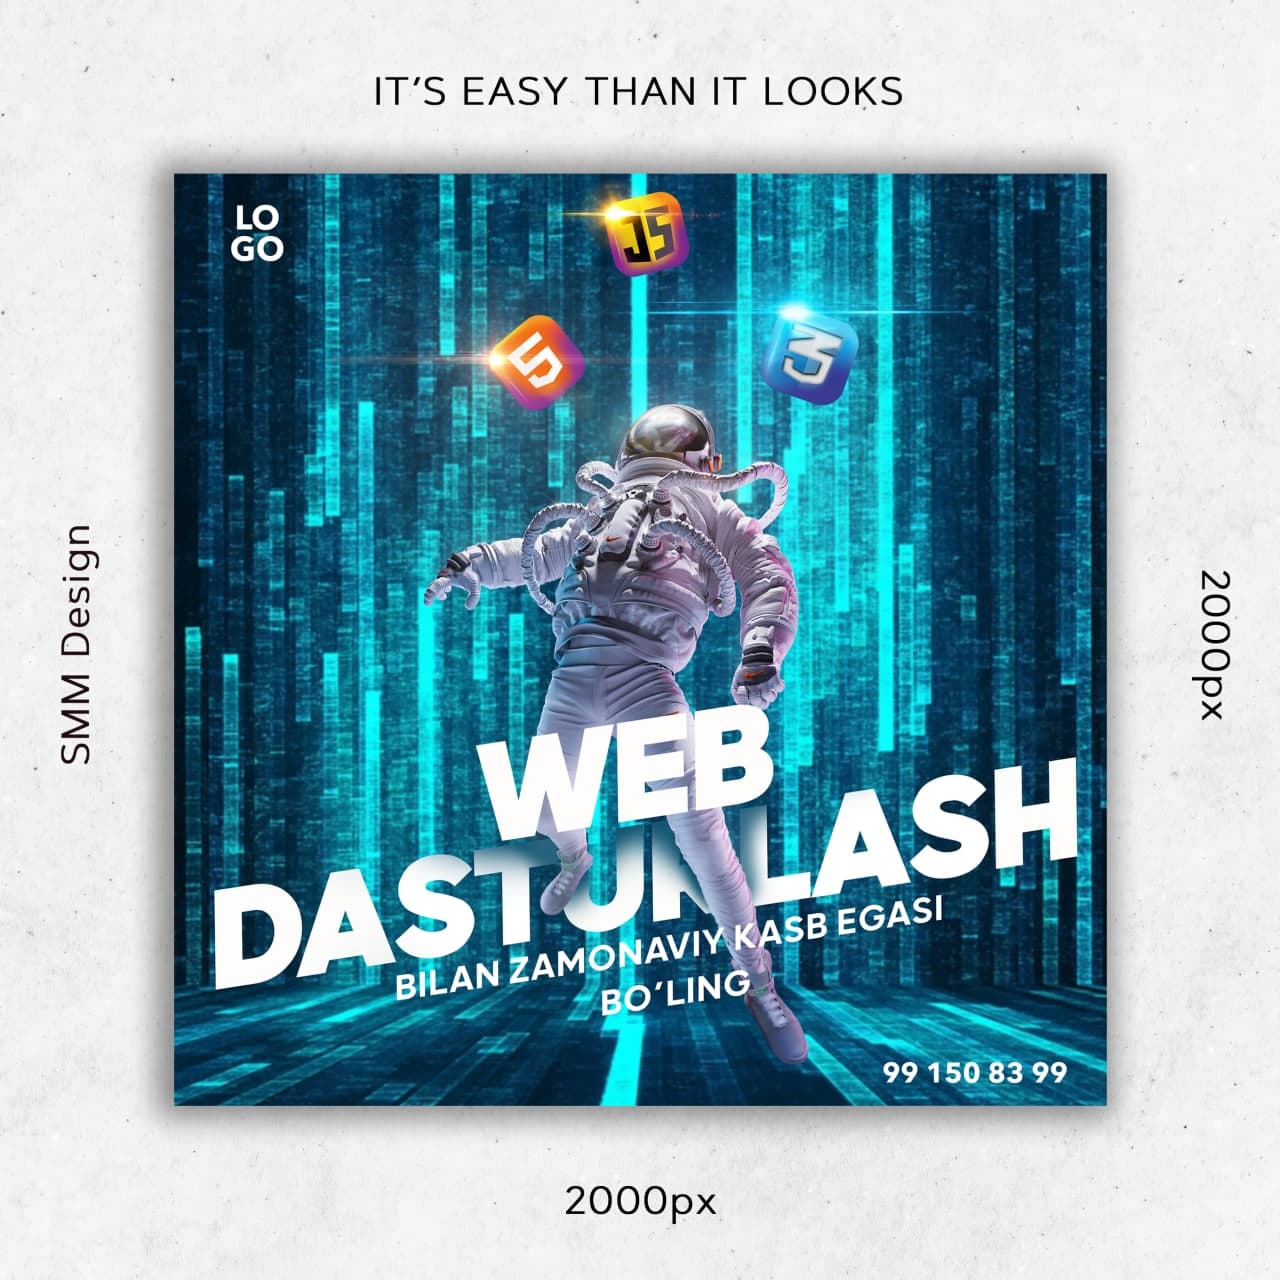 IT'S EASY THAN IT LOOKS
LO
GO
JS
5
3
SMM Design
2000px
WEB
DASTURLASH
BILAN ZAMONAVIY KASB EGASI
BO'LING
99 150 83 99
2000px